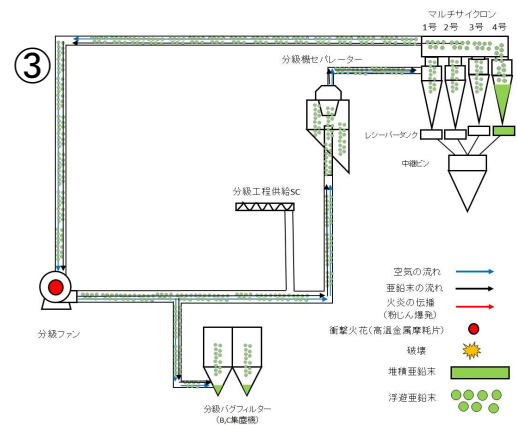 マルチサイクロン
1号 2号 3号 4号
③
分級機セパレーター
レシーバータンク
中継ビン
分級工程供給SC
分級ファン
空気の流れ
亜鉛末の流れ
火炎の伝播
(粉じん爆発)
衝撃火花(高温金属摩耗片)
破壊
堆積亜鉛末
浮遊亜鉛末
分級バグフィルター
(B,C集塵機)